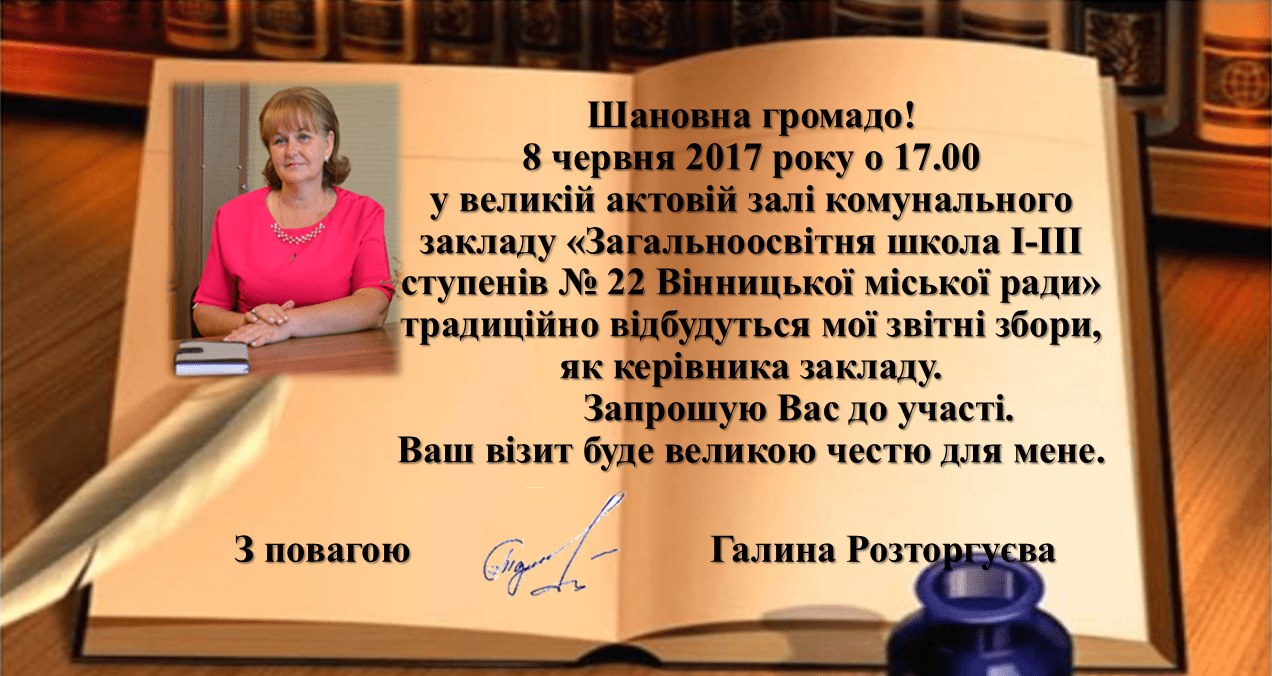 Шановна громадо!
8 червня 2017 року о 17.00
у великій актовій залі комунального
закладу «Загальноосвітня школа І-ІІІ
ступенів № 22 Вінницької міської ради»
традиційно відбудуться мої звітні збори,
як керівника закладу.
Запрошую Вас до участі.
Ваш візит буде великою честю для мене.
З повагою Галина Розторгуєва